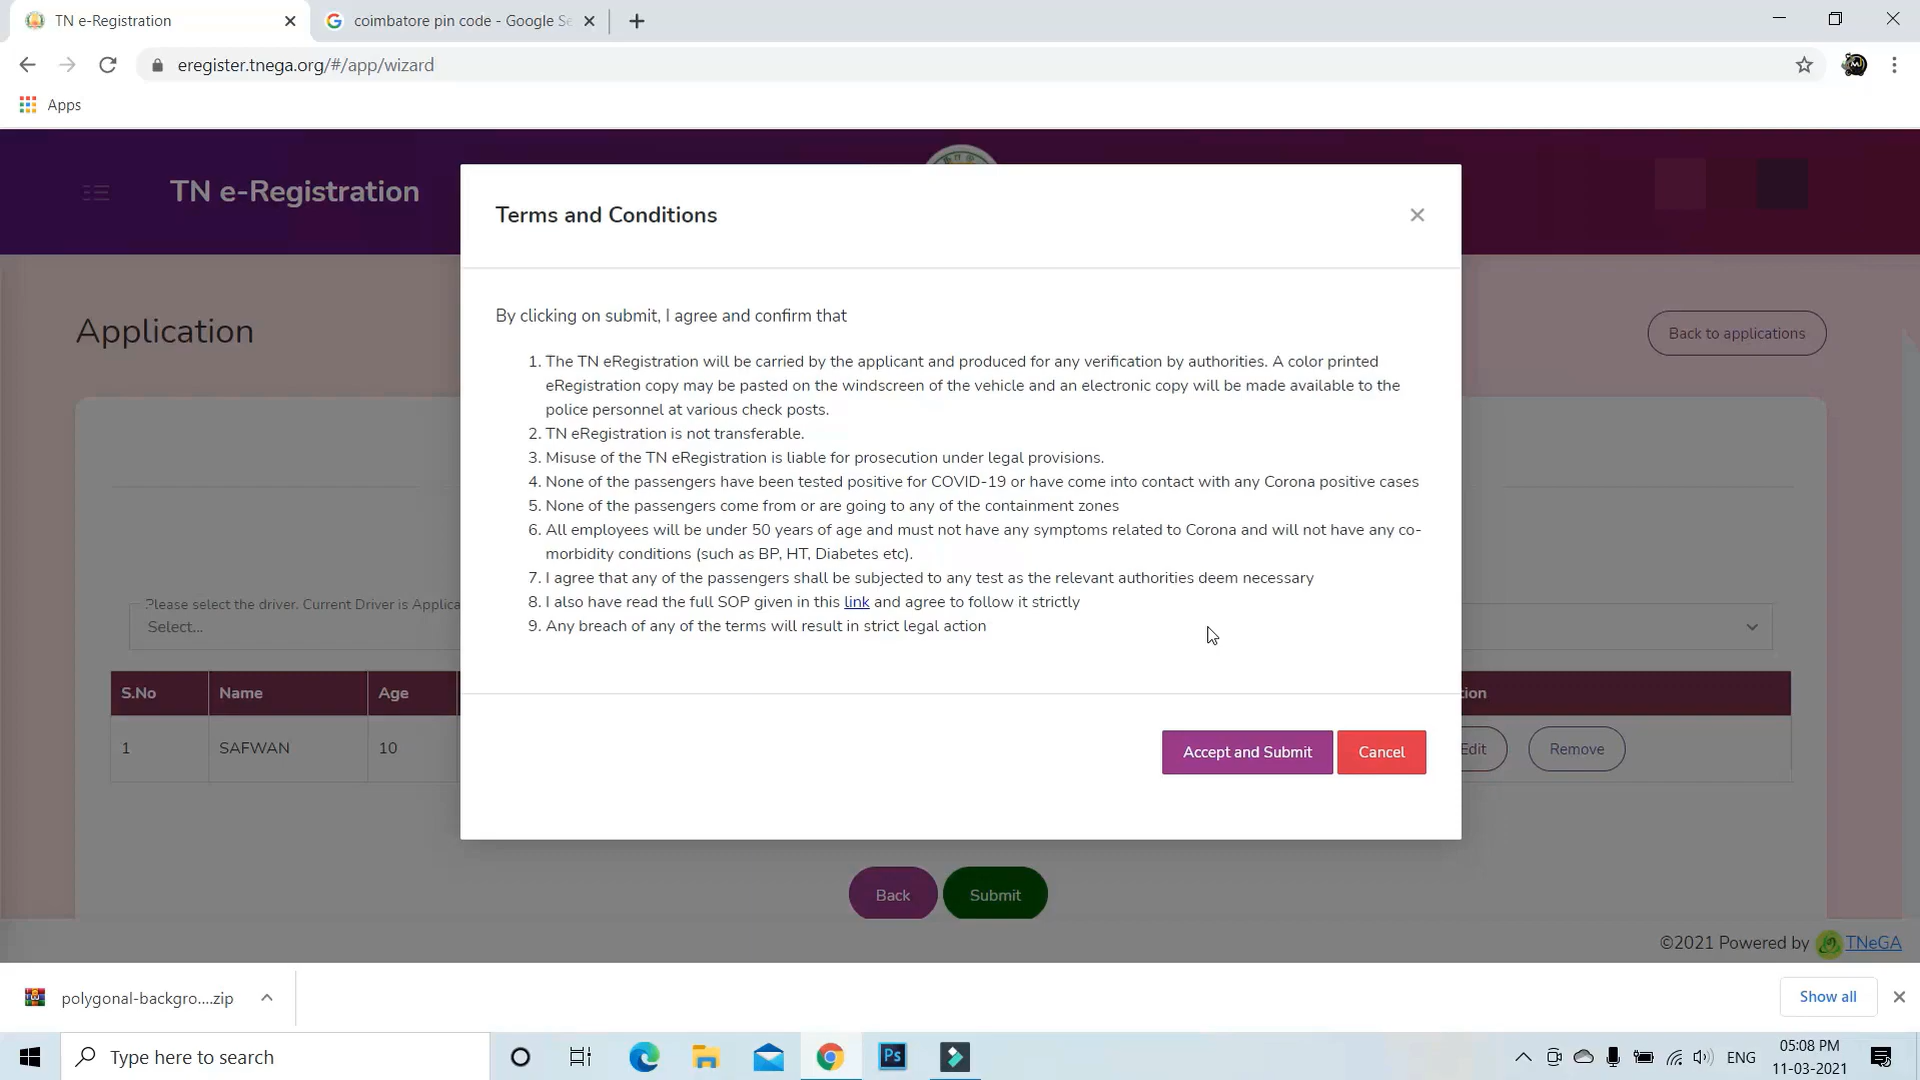 TN e-Registration
coimbatore pin code - Google Se
eregister.tnega.org/#/app/wizard
Apps
TN e-Registration
Terms and Conditions
Application
Back to applications
By clicking on submit, I agree and confirm that
1. The TN eRegistration will be carried by the applicant and produced for any verification by authorities. A color printed
eRegistration copy may be pasted on the windscreen of the vehicle and an electronic copy will be made available to the
police personnel at various check posts.
2. TN eRegistration is not transferable.
3. Misuse of the TN eRegistration is liable for prosecution under legal provisions.
4. None of the passengers have been tested positive for COVID-19 or have come into contact with any Corona positive cases
5. None of the passengers come from or are going to any of the containment zones
6. All employees will be under 50 years of age and must not have any symptoms related to Corona and will not have any co-
morbidity conditions (such as BP, HT, Diabetes etc).
7. I agree that any of the passengers shall be subjected to any test as the relevant authorities deem necessary
8. I also have read the full SOP given in this link and agree to follow it strictly
9. Any breach of any of the terms will result in strict legal action
Please select the driver. Current Driver is Applica
Select...
S.No Name Age tion
1 SAFWAN 10 Edit Remove
Accept and Submit Cancel
Back Submit
©2021 Powered by TNeGA
polygonal-backgro....zip
Show all
Type here to search
Ps
ENG
05:08 PM
11-03-2021